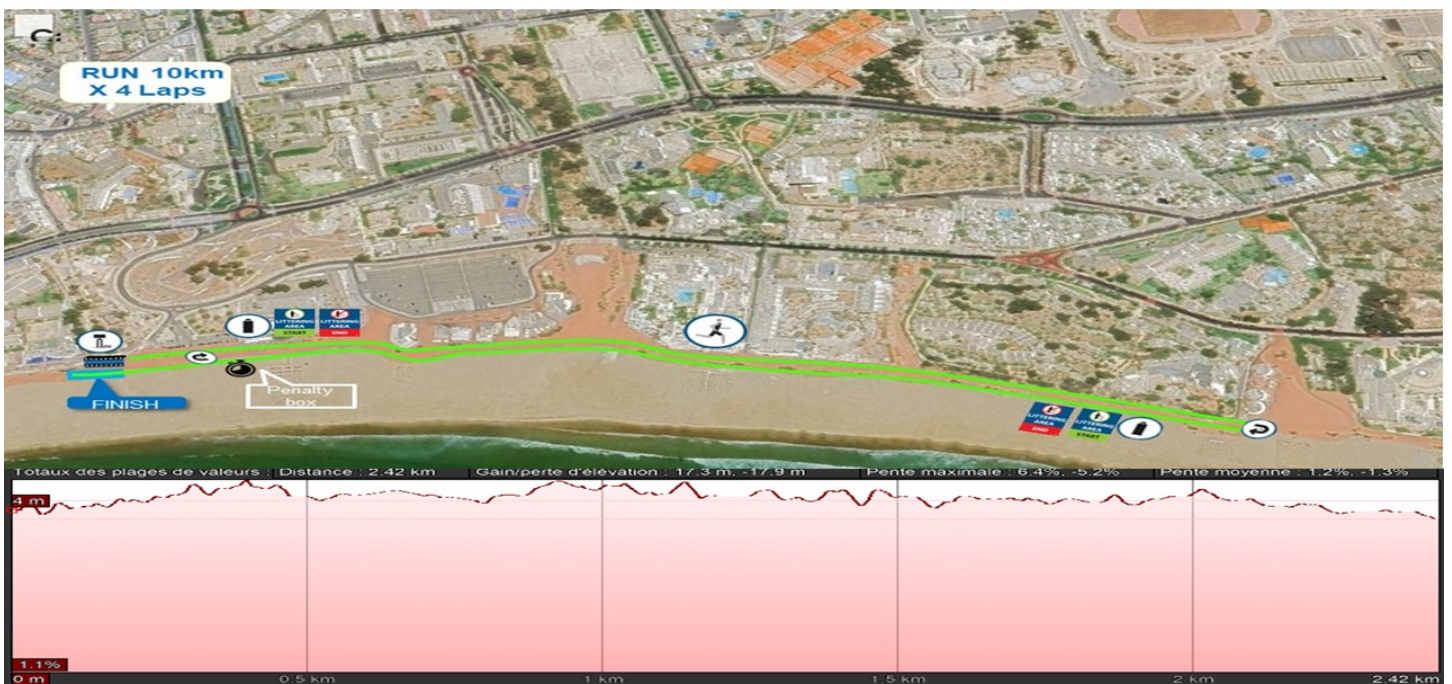 RUN 10km
X 4 Laps
LITTERING
AREA
START
LITTERING
AREA
END
Penalty
box
FINISH
LITTERING
AREA
END
LITTERING
AREA
START
Totaux des plages de valeurs : Distance : 2.42 km Gain/perte d'élévation : 17.3 m, -17.9 m Pente maximale : 6.4%, -5.2% Pente moyenne : 1.2%, -1.3%
4 m
1.1%
0 m 0.5 km 1 km 1.5 km 2 km 2.42 km